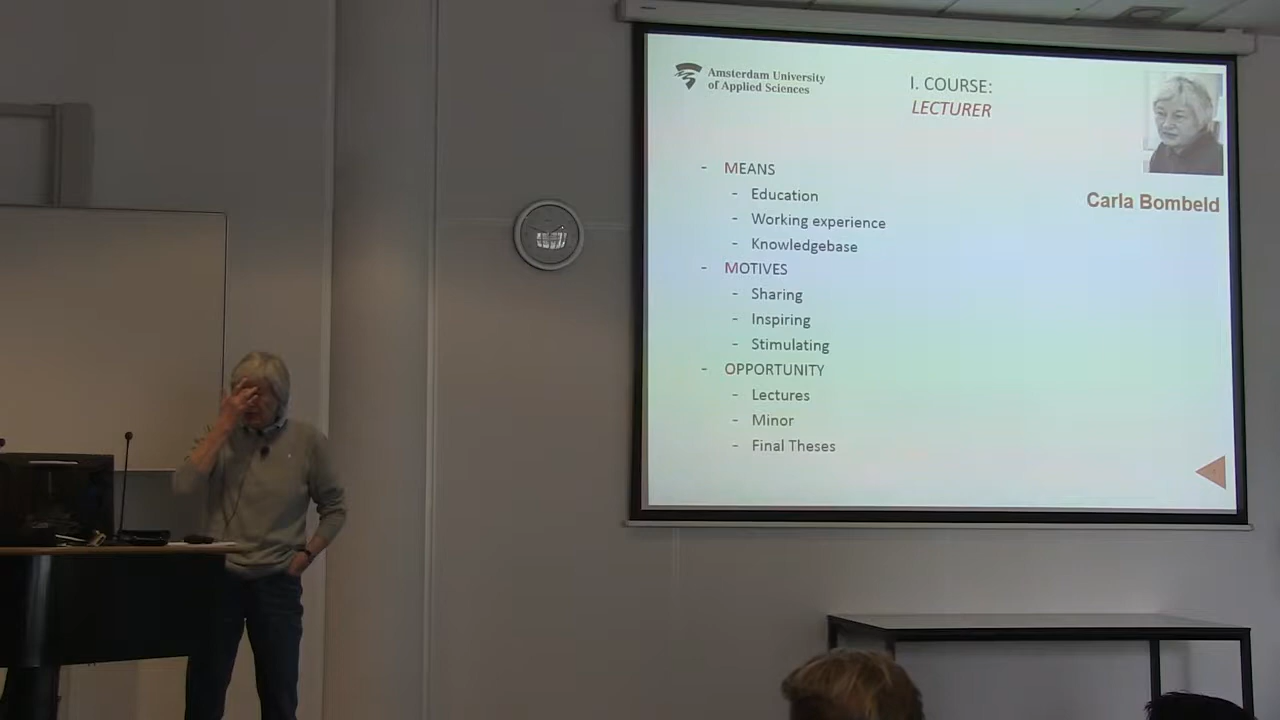 Amsterdam University
of Applied Sciences
I. COURSE:
LECTURER
Carla Bombeld
- MEANS
- Education
- Working experience
- Knowledgebase
- MOTIVES
- Sharing
- Inspiring
- Stimulating
- OPPORTUNITY
- Lectures
- Minor
- Final Theses